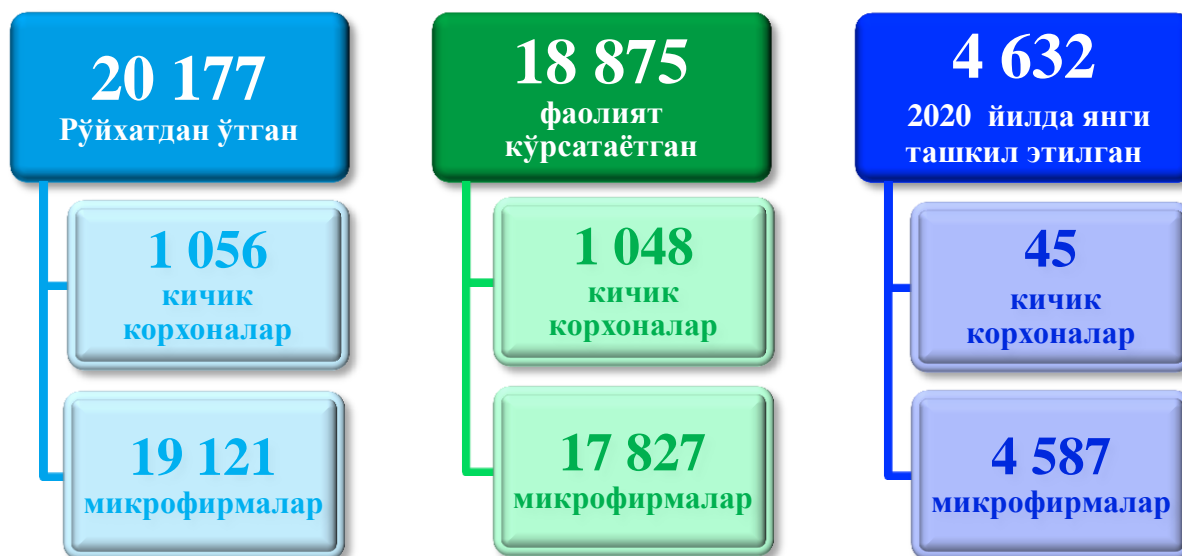 20 177
Рўйхатдан ўтган
1 056
кичик
корхоналар
19 121
микрофирмалар
18 875
фаолият
кўрсатаётган
1 048
кичик
корхоналар
17 827
микрофирмалар
4 632
2020 йилда янги
ташкил этилган
45
кичик
корхоналар
4 587
микрофирмалар